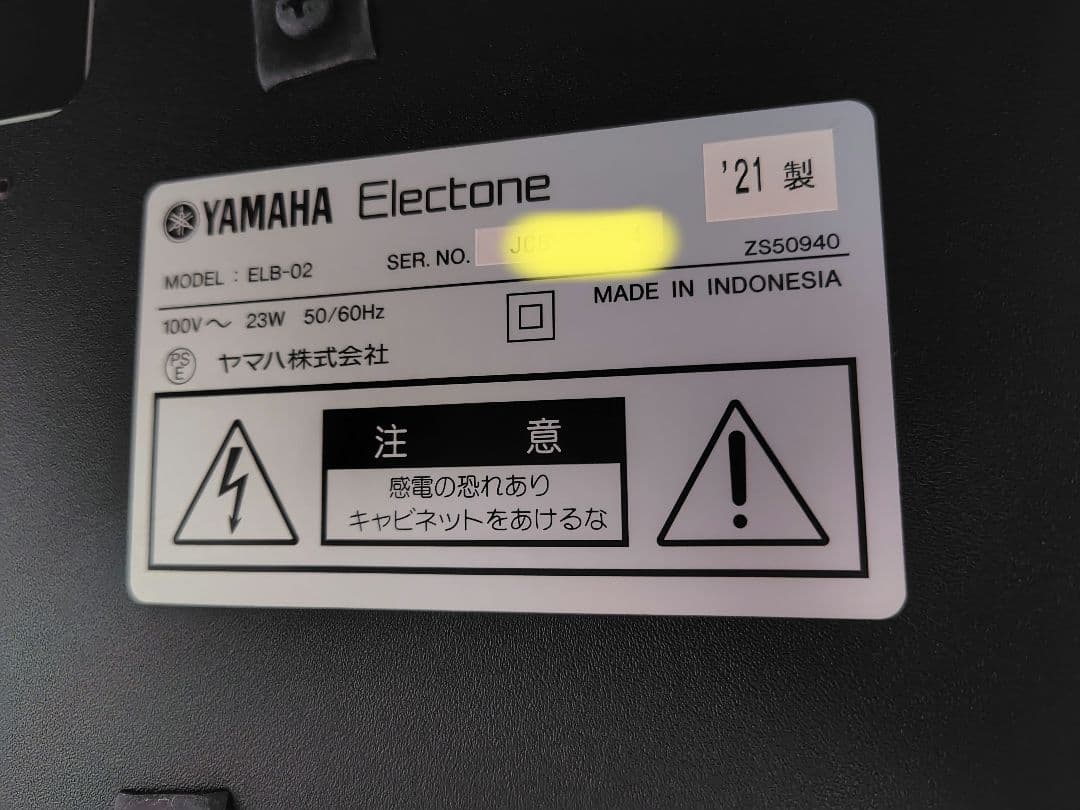 YAMAHA Electone
'21 製
MODEL : ELB-02
SER. NO.
ZS50940
100V～ 23W 50/60Hz
MADE IN INDONESIA
PS
E
ヤマハ株式会社
注 意
感電の恐れあり
キャビネットをあけるな